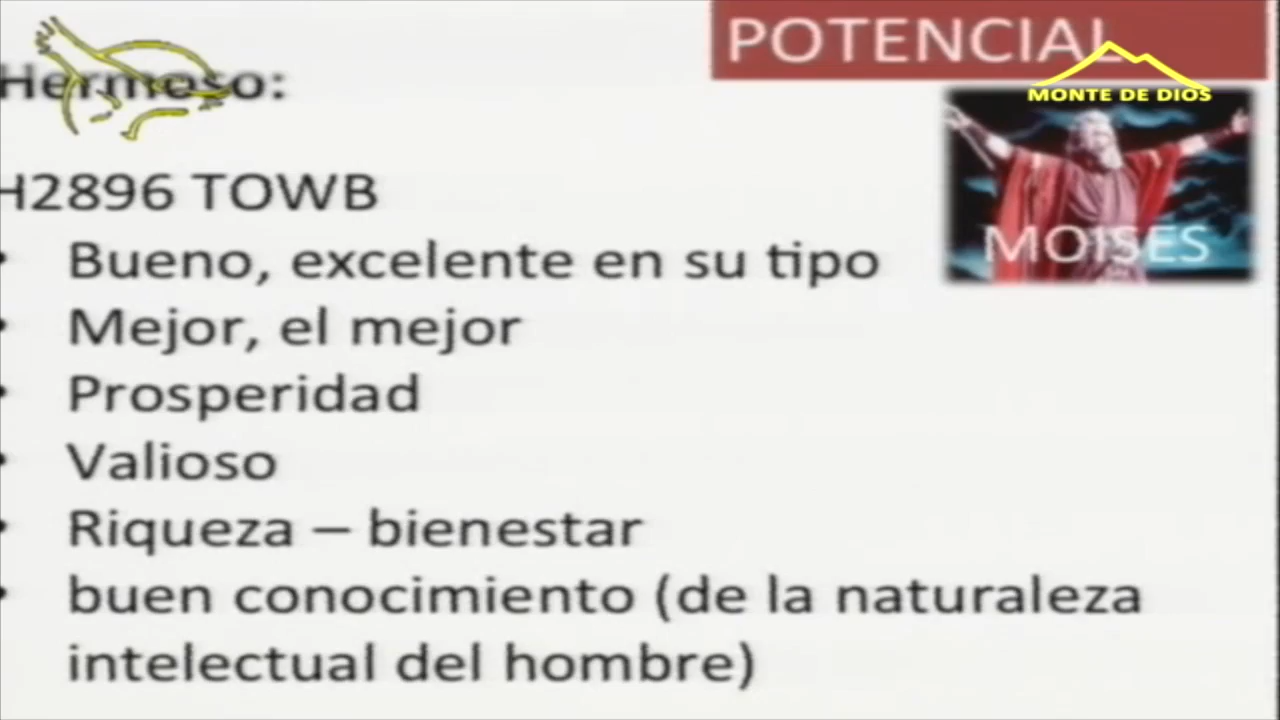 POTENCIAL
MONTE DE DIOS
Hermoso:
H2896 TOWB
MOISES
• Bueno, excelente en su tipo
• Mejor, el mejor
• Prosperidad
• Valioso
• Riqueza – bienestar
• buen conocimiento (de la naturaleza
intelectual del hombre)